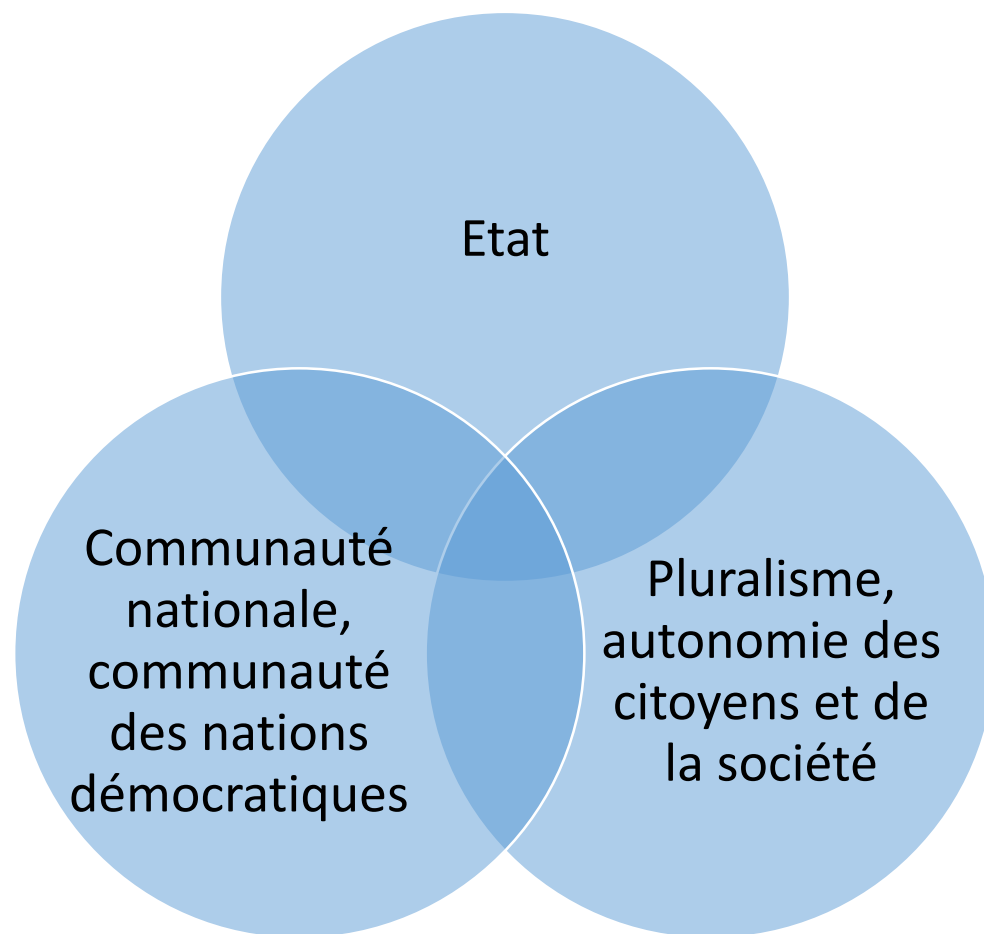 Etat
Communauté
nationale,
communauté
des nations
démocratiques
Pluralisme,
autonomie des
citoyens et de
la société